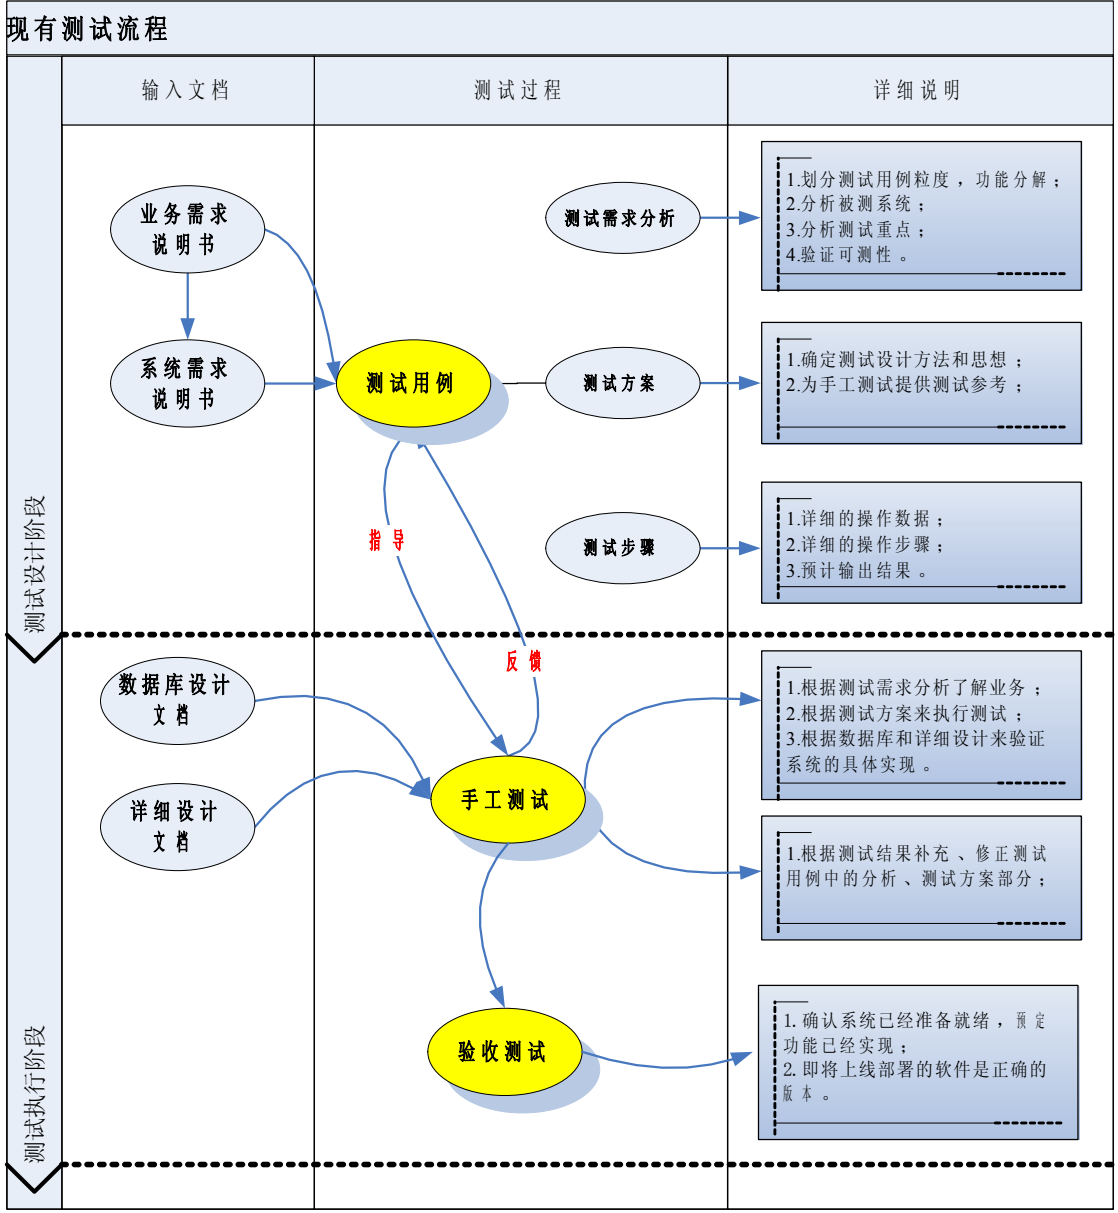 现有测试流程
输入文档
测试过程
详细说明
测试设计阶段
业务需求
说明书
系统需求
说明书
测试用例
测试需求分析
测试方案
测试步骤
1.划分测试用例粒度，功能分解；
2.分析被测系统；
3.分析测试重点；
4.验证可测性。
1.确定测试设计方法和思想；
2.为手工测试提供测试参考；
1.详细的操作数据；
2.详细的操作步骤；
3.预计输出结果。
指导
反馈
测试执行阶段
数据库设计
文档
详细设计
文档
手工测试
验收测试
1.根据测试需求分析了解业务；
2.根据测试方案来执行测试；
3.根据数据库和详细设计来验证
系统的具体实现。
1.根据测试结果补充、修正测试
用例中的分析、测试方案部分；
1.确认系统已经准备就绪，预定
功能已经实现；
2.即将上线部署的软件是正确的
版本。